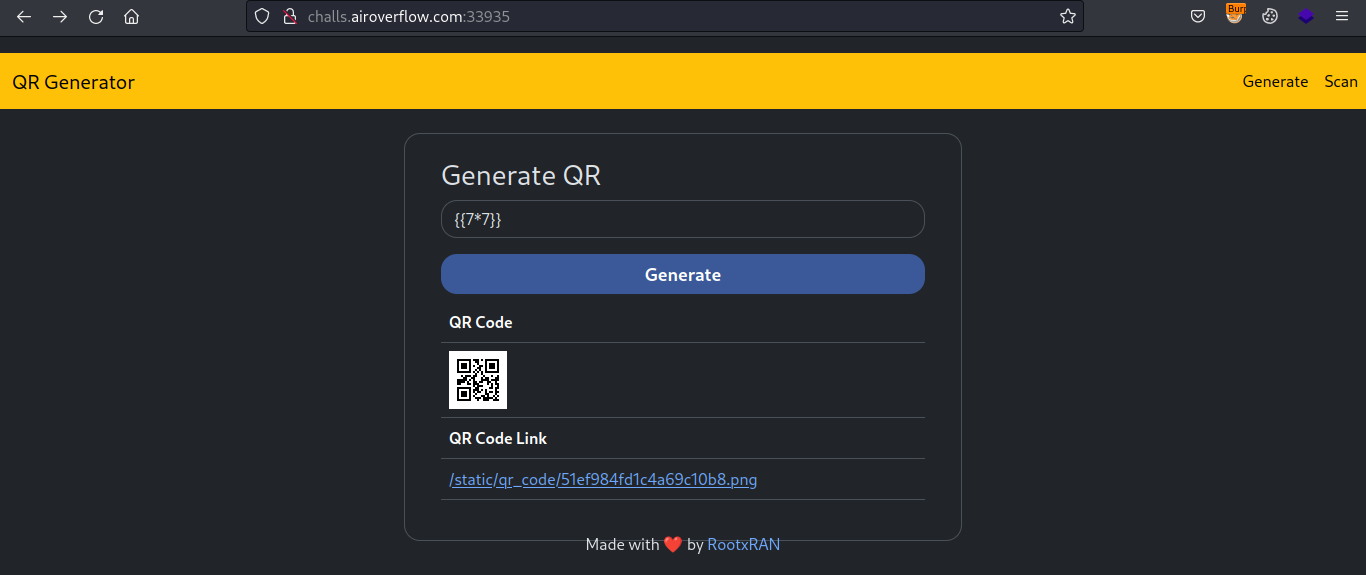 challs.airoverflow.com:33935
Burp
QR Generator
Generate Scan
Generate QR
{{7*7}}
Generate
QR Code
QR Code Link
/static/qr_code/51ef984fd1c4a69c10b8.png
Made with ❤️ by RootxRAN